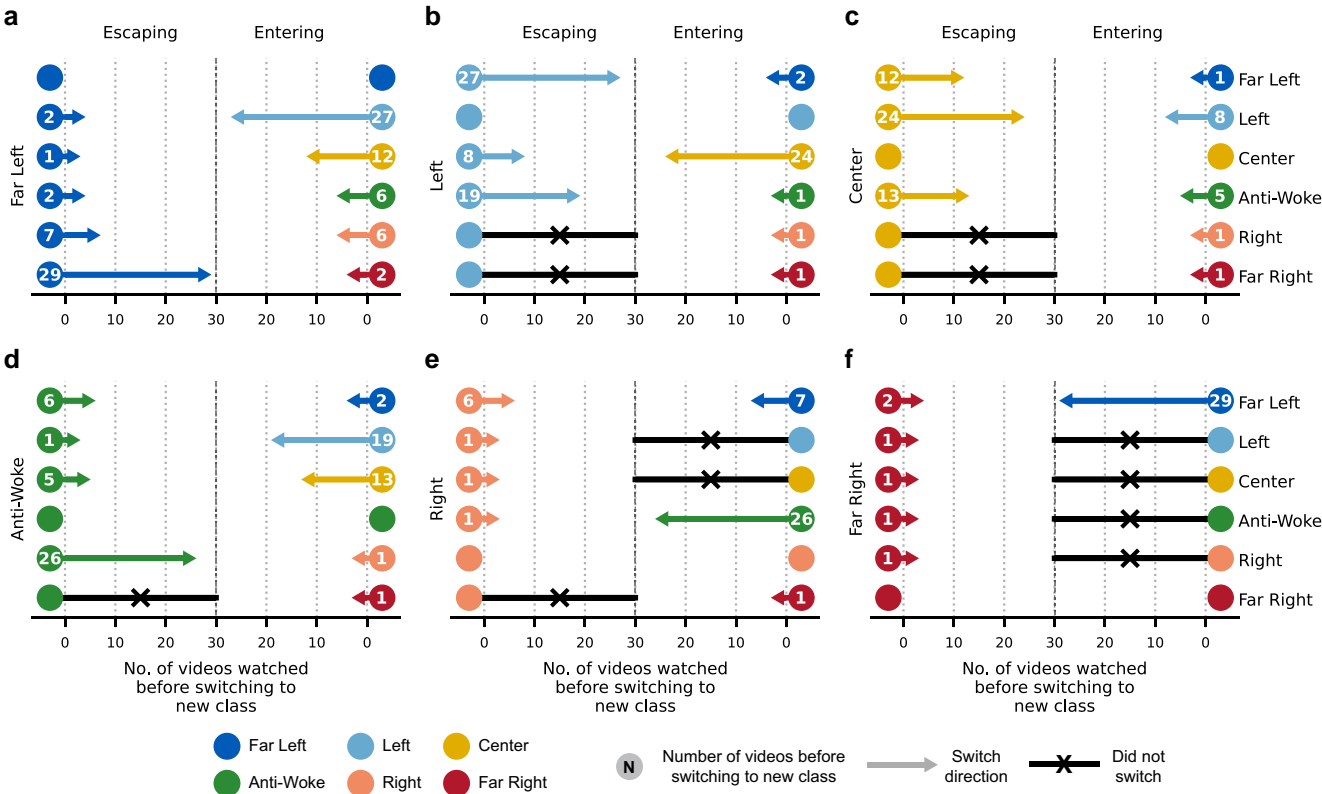 a
b
c
Escaping Entering
Escaping Entering
Escaping Entering
Far Left
2 27
1 12
2 6
7 6
29 2
0 10 20 30 20 10 0
Left
27 2
8 24
19 1
1
1
0 10 20 30 20 10 0
Center
12 1 Far Left
24 8 Left
Center
13 5 Anti-Woke
1 Right
1 Far Right
0 10 20 30 20 10 0
d
e
f
Anti-Woke
6 2
1 19
5 13
26 1
1
0 10 20 30 20 10 0
No. of videos watched
before switching to
new class
Right
6 7
1
1
1 26
1
0 10 20 30 20 10 0
No. of videos watched
before switching to
new class
Far Right
2 29 Far Left
1 Left
1 Center
1 Anti-Woke
1 Right
Far Right
0 10 20 30 20 10 0
No. of videos watched
before switching to
new class
Far Left Left Center
Anti-Woke Right Far Right
N
Number of videos before
switching to new class
Switch
direction
X
Did not
switch